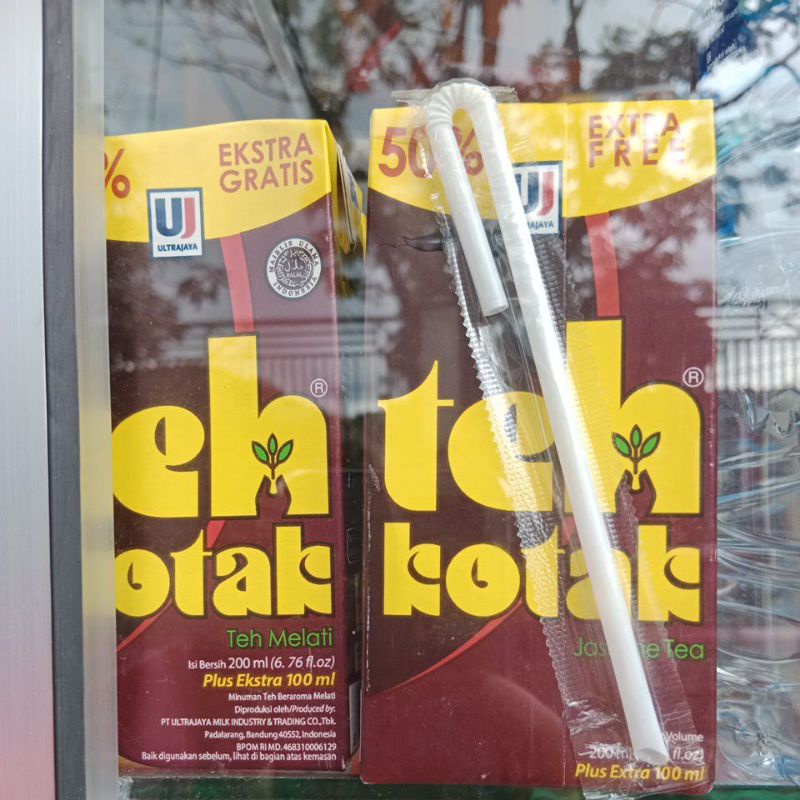 %
EKSTRA
GRATIS
UJ
ULTRAJAYA
MAJELIS ULAMA
HALAL
INDONESIA
eh®
otak
Teh Melati
Isi Bersih 200 ml (6. 76 fl.oz)
Plus Ekstra 100 ml
Minuman Teh Beraroma Melati
Diproduksi oleh/Produced by:
PT ULTRAJAYA MILK INDUSTRY & TRADING CO.,Tbk.
Padalarang, Bandung 40552, Indonesia
BPOM RI MD. 468310006129
Baik digunakan sebelum, lihat di bagian atas kemasan
50%
EXTRA
FREE
UJ
ULTRAJAYA
teh®
kotak
Jasmine Tea
Volume
200 ml fl.oz)
Plus Extra 100 ml